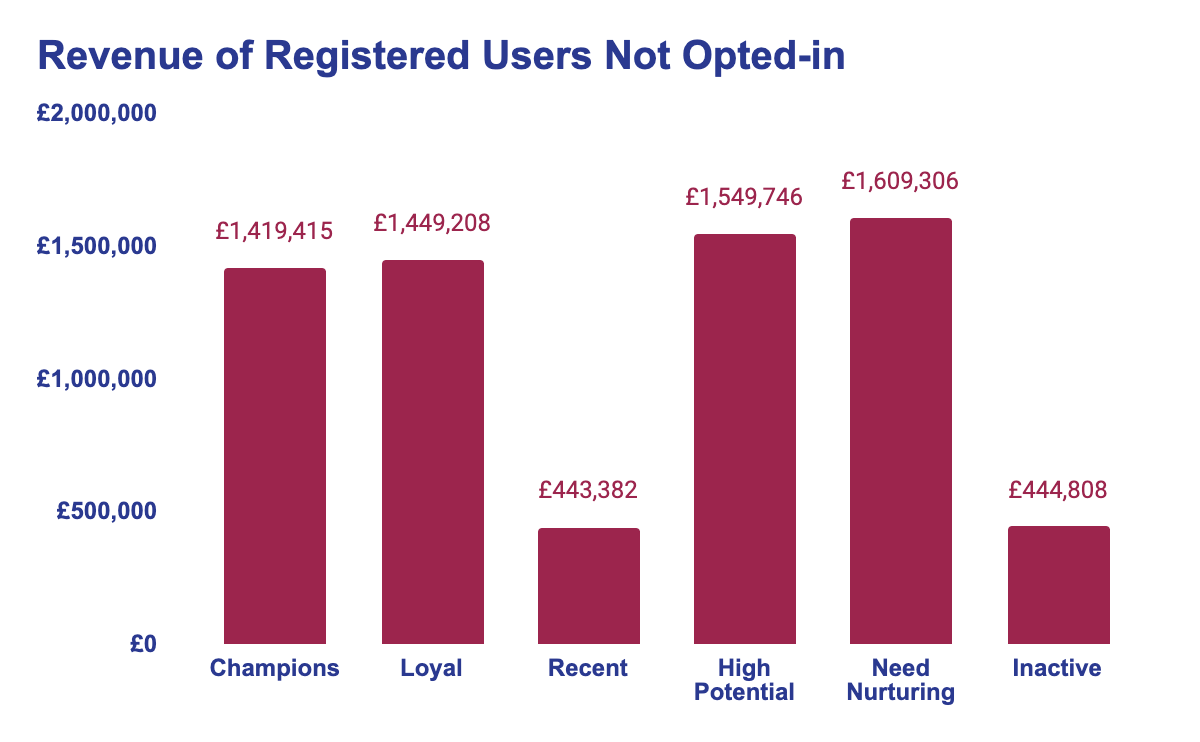 Revenue of Registered Users Not Opted-in
£2,000,000
£1,500,000
£1,000,000
£500,000
£0
£1,419,415
£1,449,208
£443,382
£1,549,746
£1,609,306
£444,808
Champions
Loyal
Recent
High
Potential
Need
Nurturing
Inactive